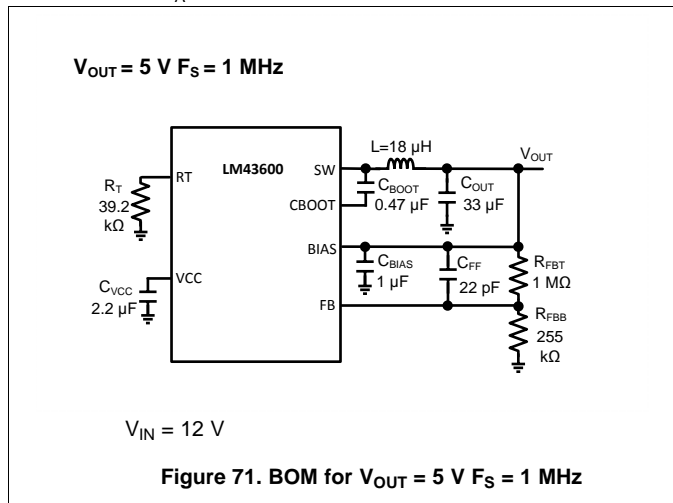 A
V_OUT = 5 V F_S = 1 MHz
L=18 µH
V_OUT
LM43600
SW
RT
R_T
39.2
kΩ
C_BOOT
0.47 µF
C_OUT
33 µF
CBOOT
BIAS
C_BIAS
1 µF
C_FF
22 pF
R_FBT
1 MΩ
VCC
C_VCC
2.2 µF
FB
R_FBB
255
kΩ
V_IN = 12 V
Figure 71. BOM for V_OUT = 5 V F_S = 1 MHz